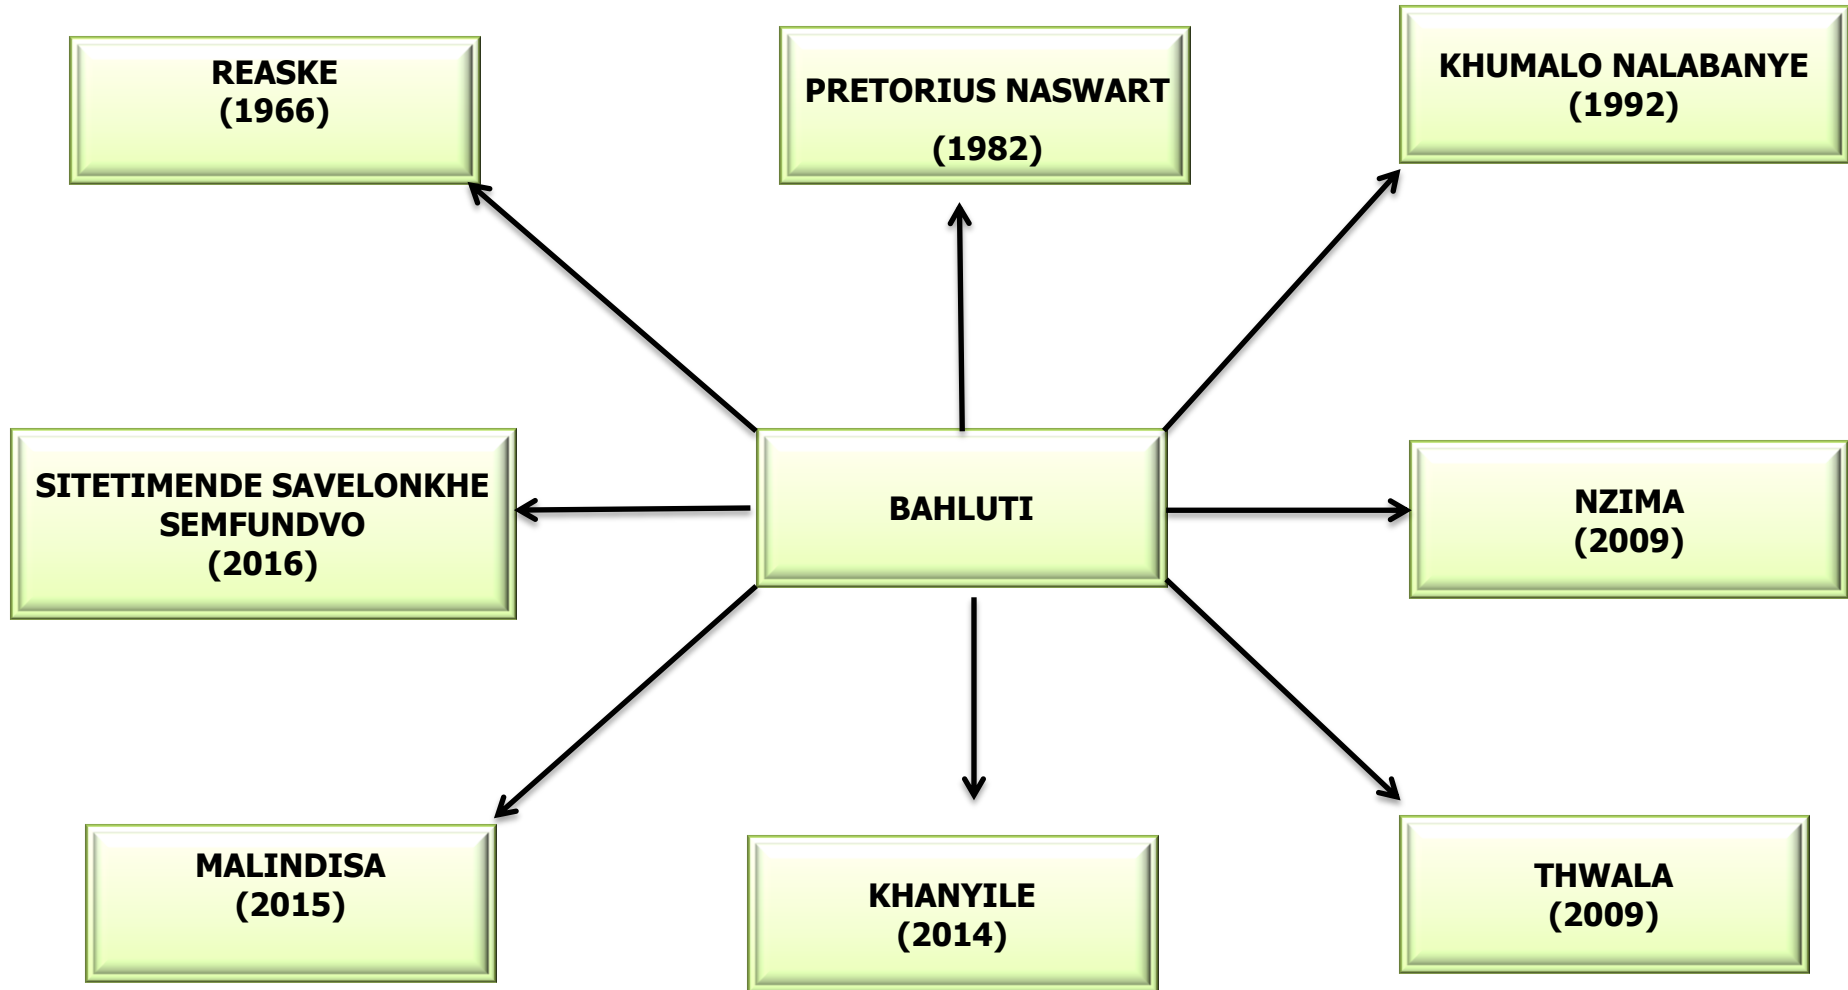 REASKE
(1966)
PRETORIUS NASWART
(1982)
KHUMALO NALABANYE
(1992)
SITETIMENDE SAVELONKHE
SEMFUNDVO
(2016)
BAHLUTI
NZIMA
(2009)
MALINDISA
(2015)
KHANYILE
(2014)
THWALA
(2009)